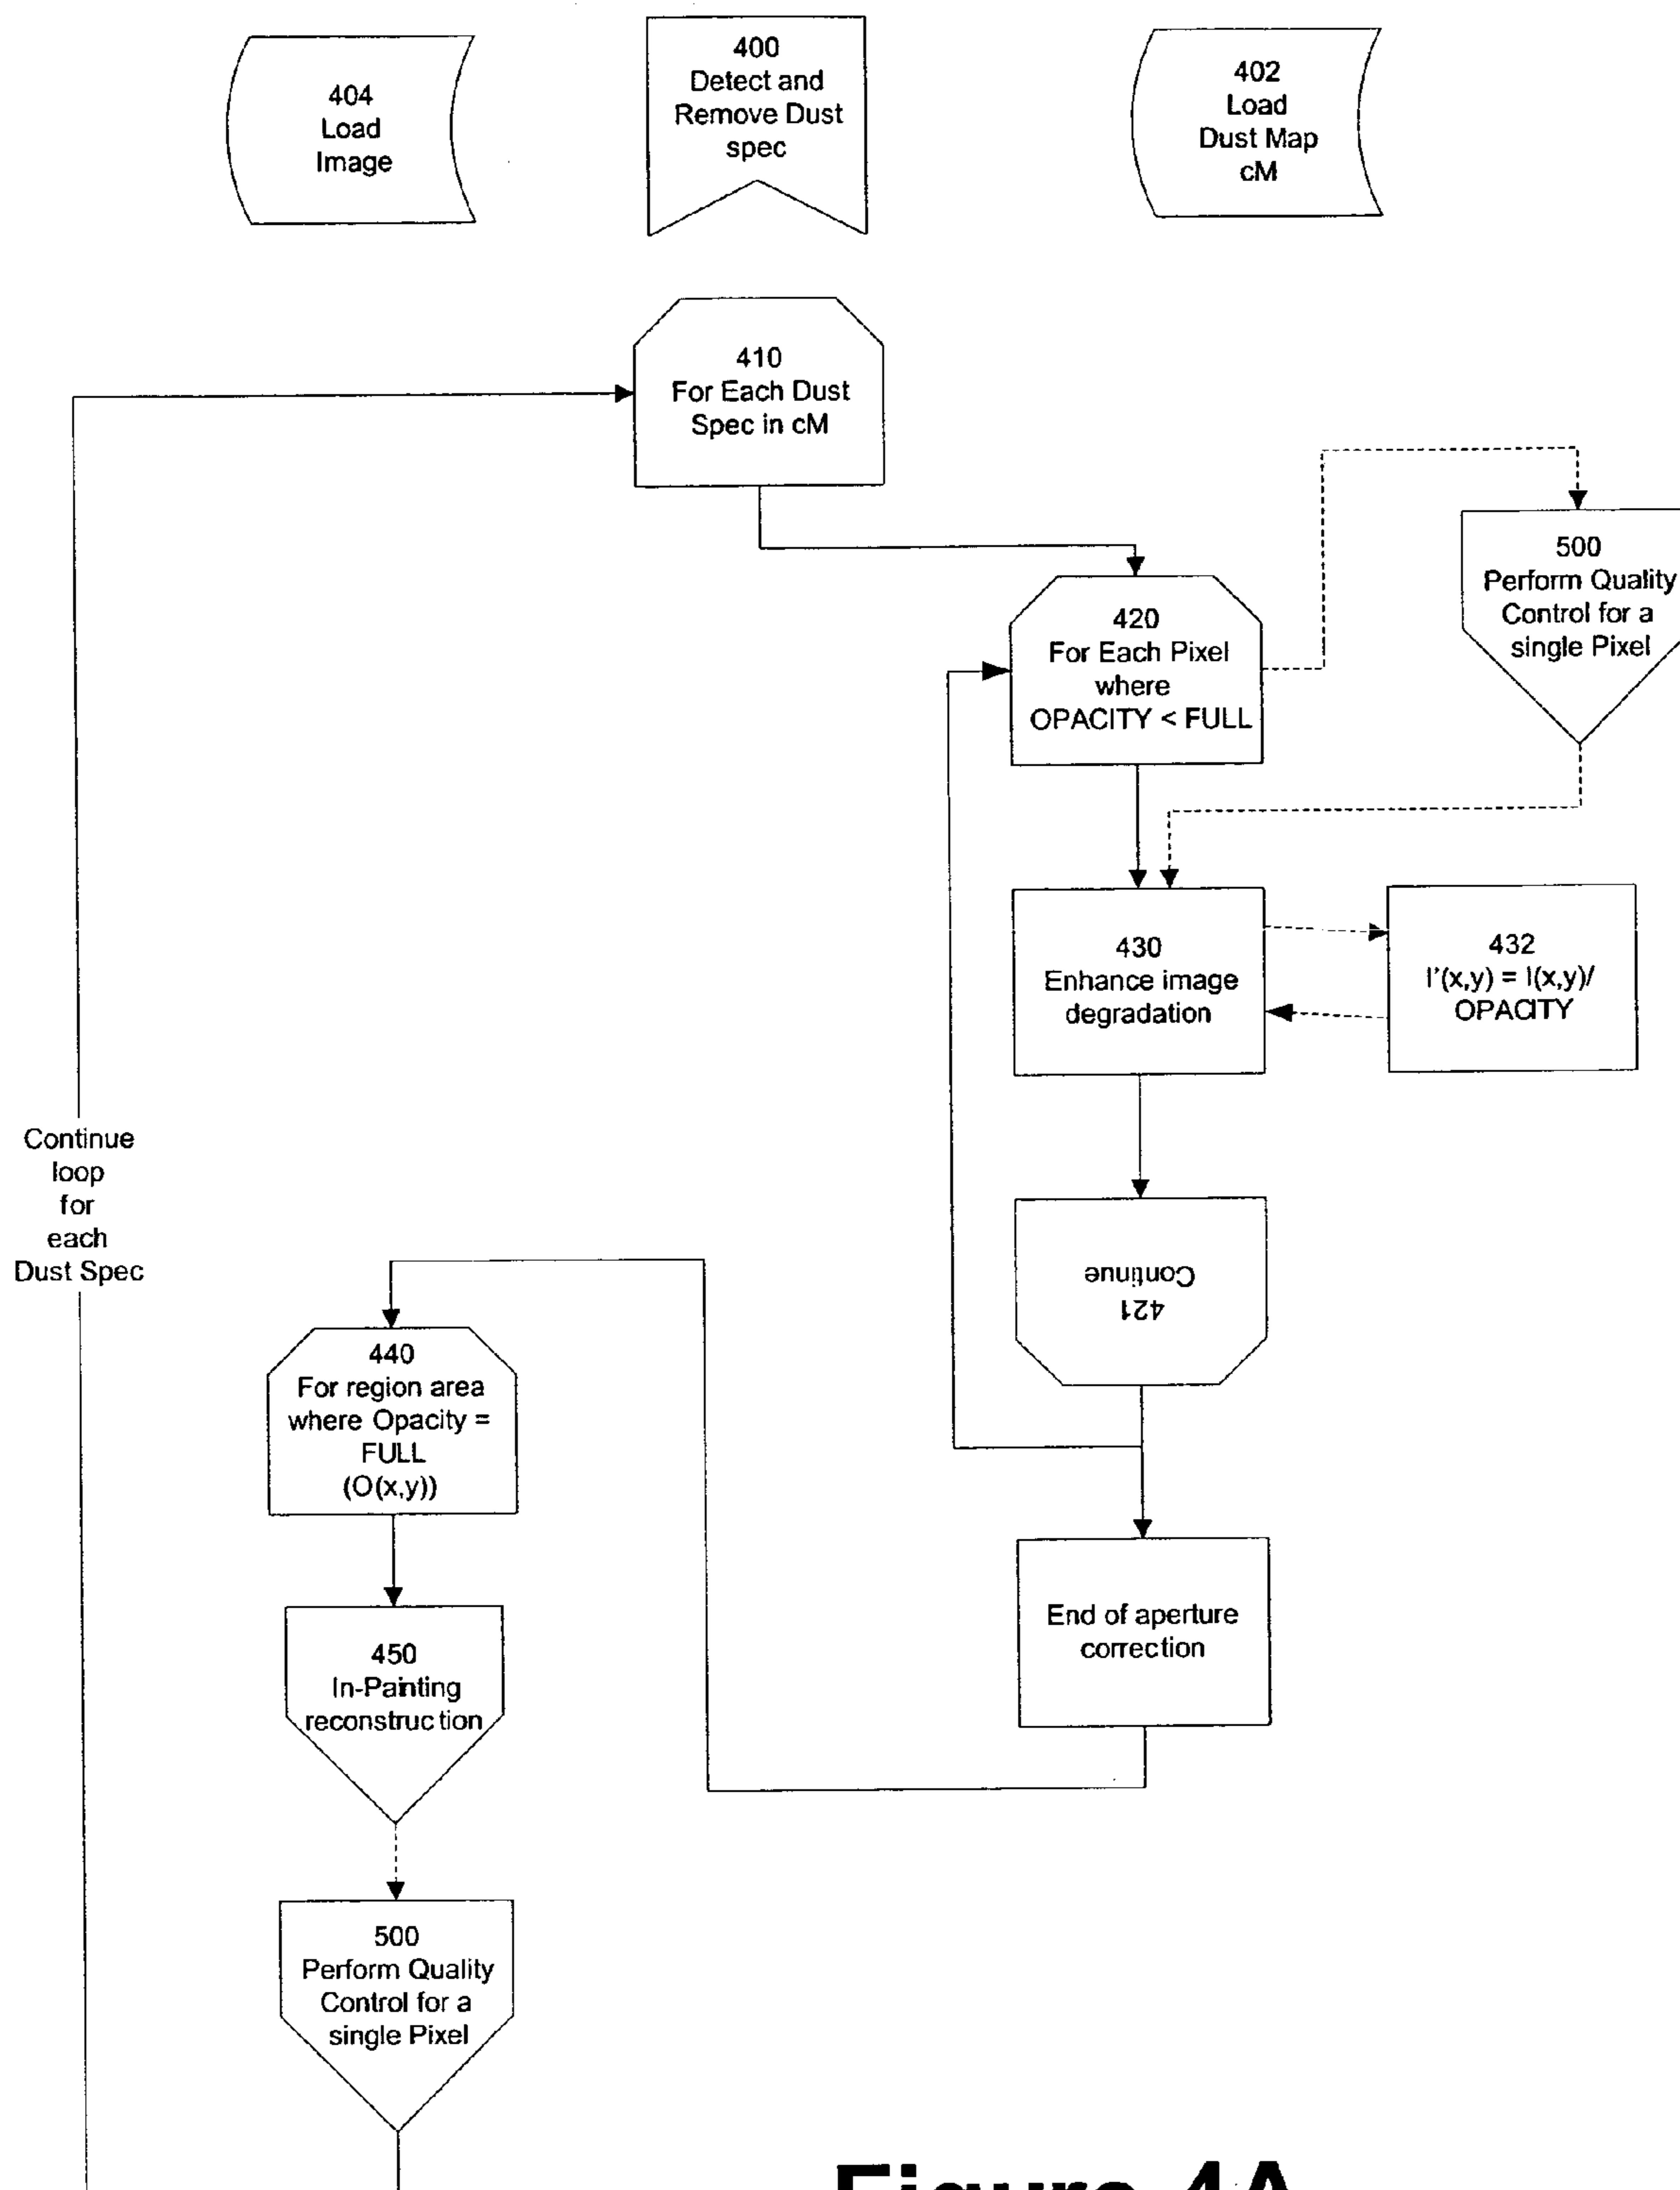 404
Load
Image
400
Detect and
Remove Dust
spec
402
Load
Dust Map
cM
410
For Each Dust
Spec in cM
420
For Each Pixel
where
OPACITY < FULL
500
Perform Quality
Control for a
single Pixel
430
Enhance image
degradation
432
I'(x,y) = I(x,y)/
OPACITY
Continue
loop
for
each
Dust Spec
421
Continue
440
For region area
where Opacity =
FULL
(O(x,y))
End of aperture
correction
450
In-Painting
reconstruction
500
Perform Quality
Control for a
single Pixel
Figure 4A